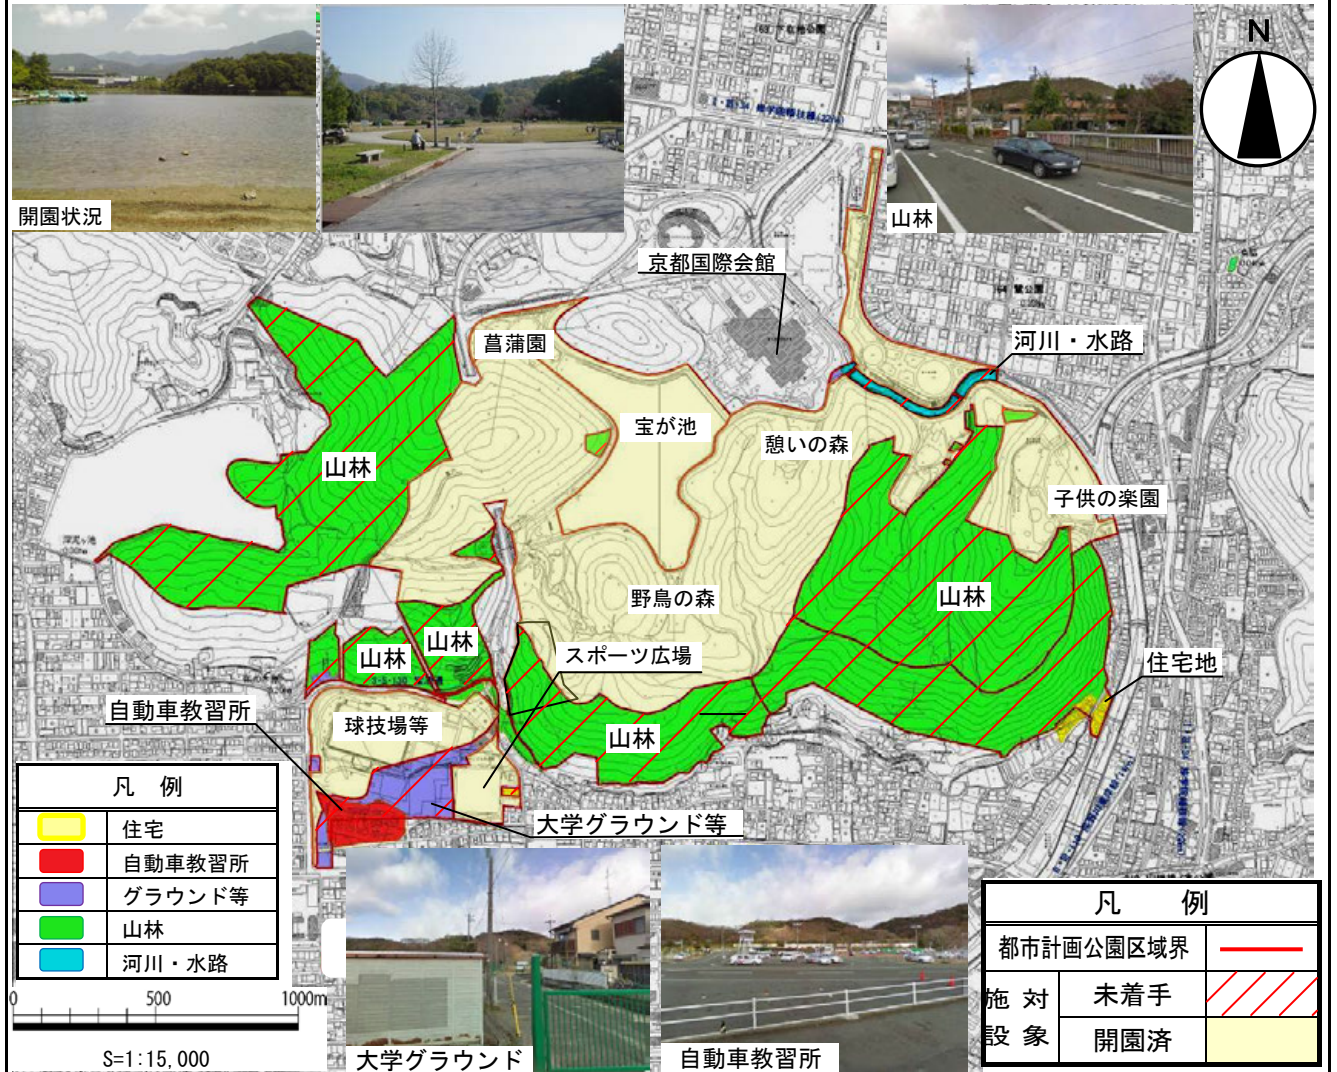 開園状況
山林
N
京都国際会館
菖蒲園
河川・水路
宝が池
憩いの森
山林
子供の楽園
野鳥の森
山林
山林
山林
スポーツ広場
住宅地
自動車教習所
球技場等
山林
大学グラウンド等
凡 例
住宅
自動車教習所
グラウンド等
山林
河川・水路
0 500 1000m
S=1:15,000
大学グラウンド
自動車教習所
凡 例
都市計画公園区域界
施設 対象
未着手
開園済